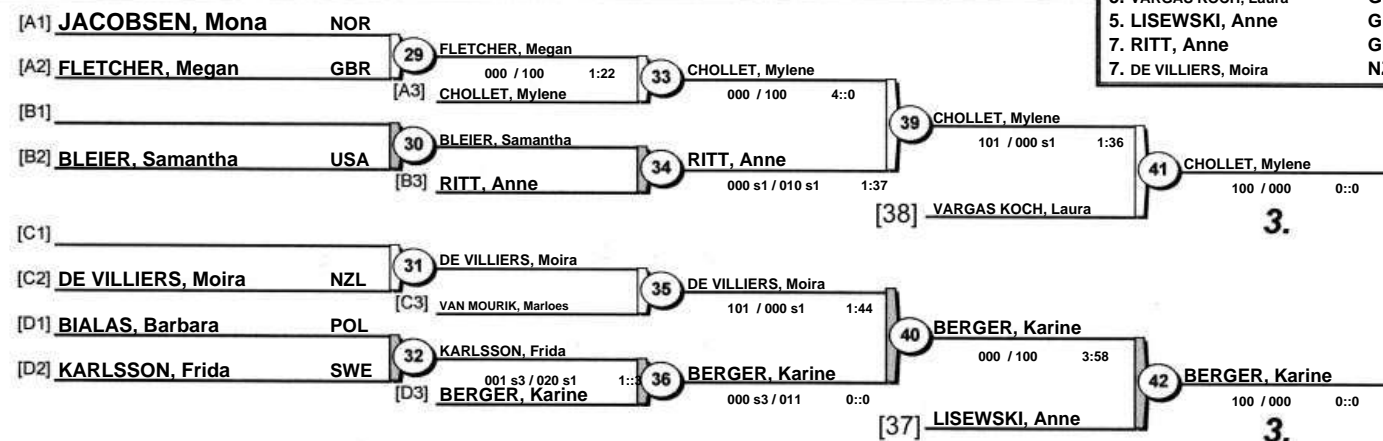 5. VARGAS KOCH, Laura G
5. LISEWSKI, Anne G
7. RITT, Anne G
7. DE VILLIERS, Moira NZ
[A1] JACOBSEN, Mona NOR
29 FLETCHER, Megan
[A2] FLETCHER, Megan GBR
000 / 100 1:22
[A3] CHOLLET, Mylene
33 CHOLLET, Mylene
000 / 100 4::0
[B1]
30 BLEIER, Samantha
[B2] BLEIER, Samantha USA
[B3] RITT, Anne
34 RITT, Anne
000 s1 / 010 s1 1:37
39 CHOLLET, Mylene
101 / 000 s1 1:36
[38] VARGAS KOCH, Laura
41 CHOLLET, Mylene
100 / 000 0::0
3.
[C1]
31 DE VILLIERS, Moira
[C2] DE VILLIERS, Moira NZL
[C3] VAN MOURIK, Marloes
35 DE VILLIERS, Moira
101 / 000 s1 1:44
[D1] BIALAS, Barbara POL
32 KARLSSON, Frida
[D2] KARLSSON, Frida SWE
001 s3 / 020 s1 1::3
[D3] BERGER, Karine
36 BERGER, Karine
000 s3 / 011 0::0
40 BERGER, Karine
000 / 100 3:58
[37] LISEWSKI, Anne
42 BERGER, Karine
100 / 000 0::0
3.